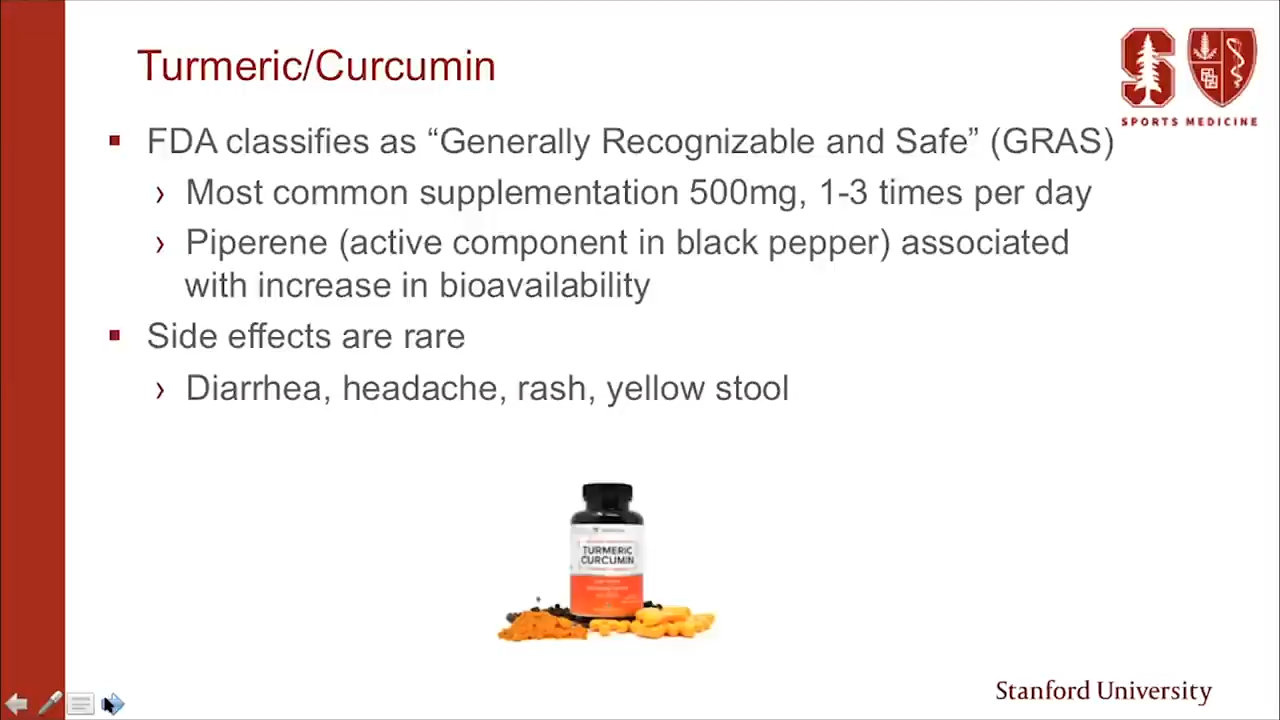 Turmeric/Curcumin
SPORTS MEDICINE
FDA classifies as “Generally Recognizable and Safe” (GRAS)
Most common supplementation 500mg, 1-3 times per day
Piperene (active component in black pepper) associated
with increase in bioavailability
Side effects are rare
Diarrhea, headache, rash, yellow stool
TURMERIC
CURCUMIN
Stanford University